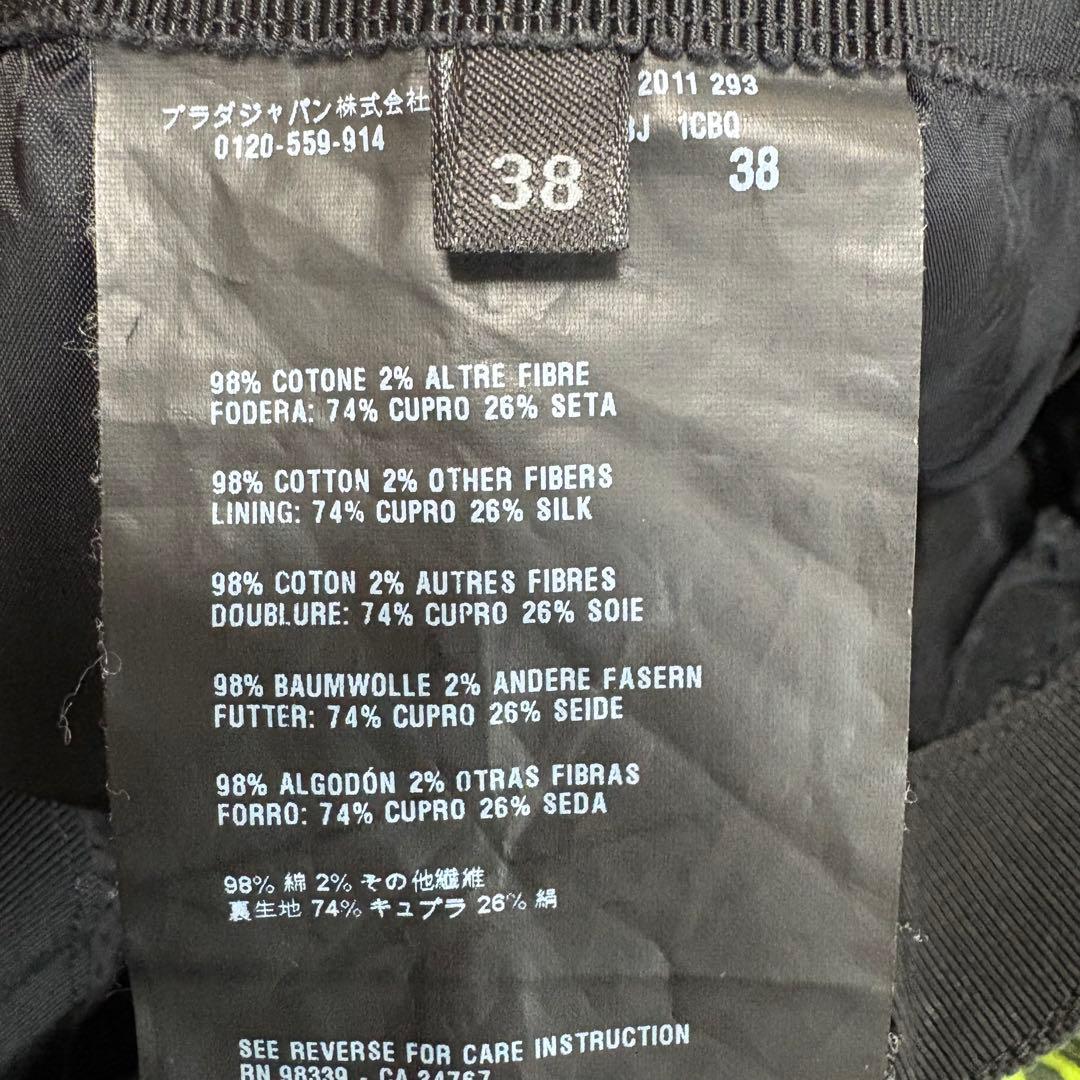 プラダジャパン株式会社
0120-559-914
38
2011 293
1CBQ
38
98% COTONE 2% ALTRE FIBRE
FODERA: 74% CUPRO 26% SETA
98% COTTON 2% OTHER FIBERS
LINING: 74% CUPRO 26% SILK
98% COTON 2% AUTRES FIBRES
DOUBLURE: 74% CUPRO 26% SOIE
98% BAUMWOLLE 2% ANDERE FASERN
FUTTER: 74% CUPRO 26% SEIDE
98% ALGODÓN 2% OTRAS FIBRAS
FORRO: 74% CUPRO 26% SEDA
98% 綿 2% その他繊維
裏生地 74% キュプラ 26% 絹
SEE REVERSE FOR CARE INSTRUCTION
RN 98339 - CA 24767